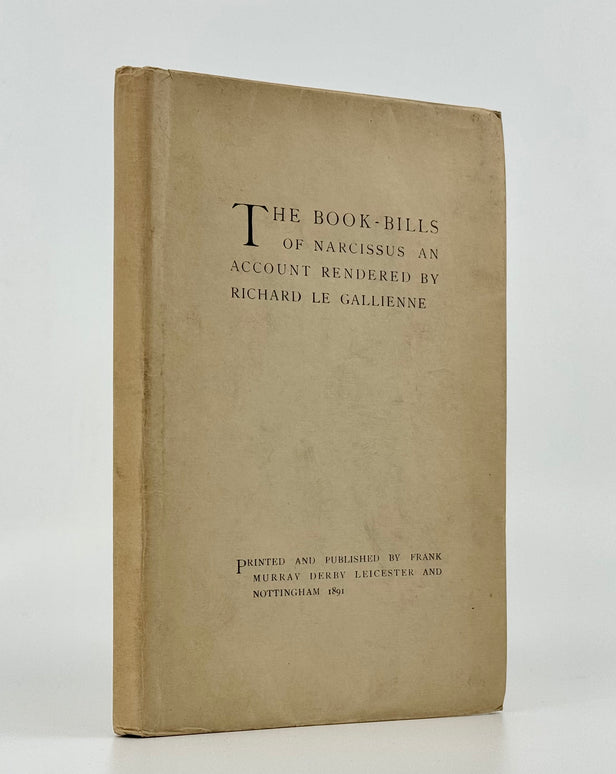 THE BOOK-BILLS
OF NARCISSUS AN
ACCOUNT RENDERED BY
RICHARD LE GALLIENNE
PRINTED AND PUBLISHED BY FRANK
MURRAY DERBY LEICESTER AND
NOTTINGHAM 1891